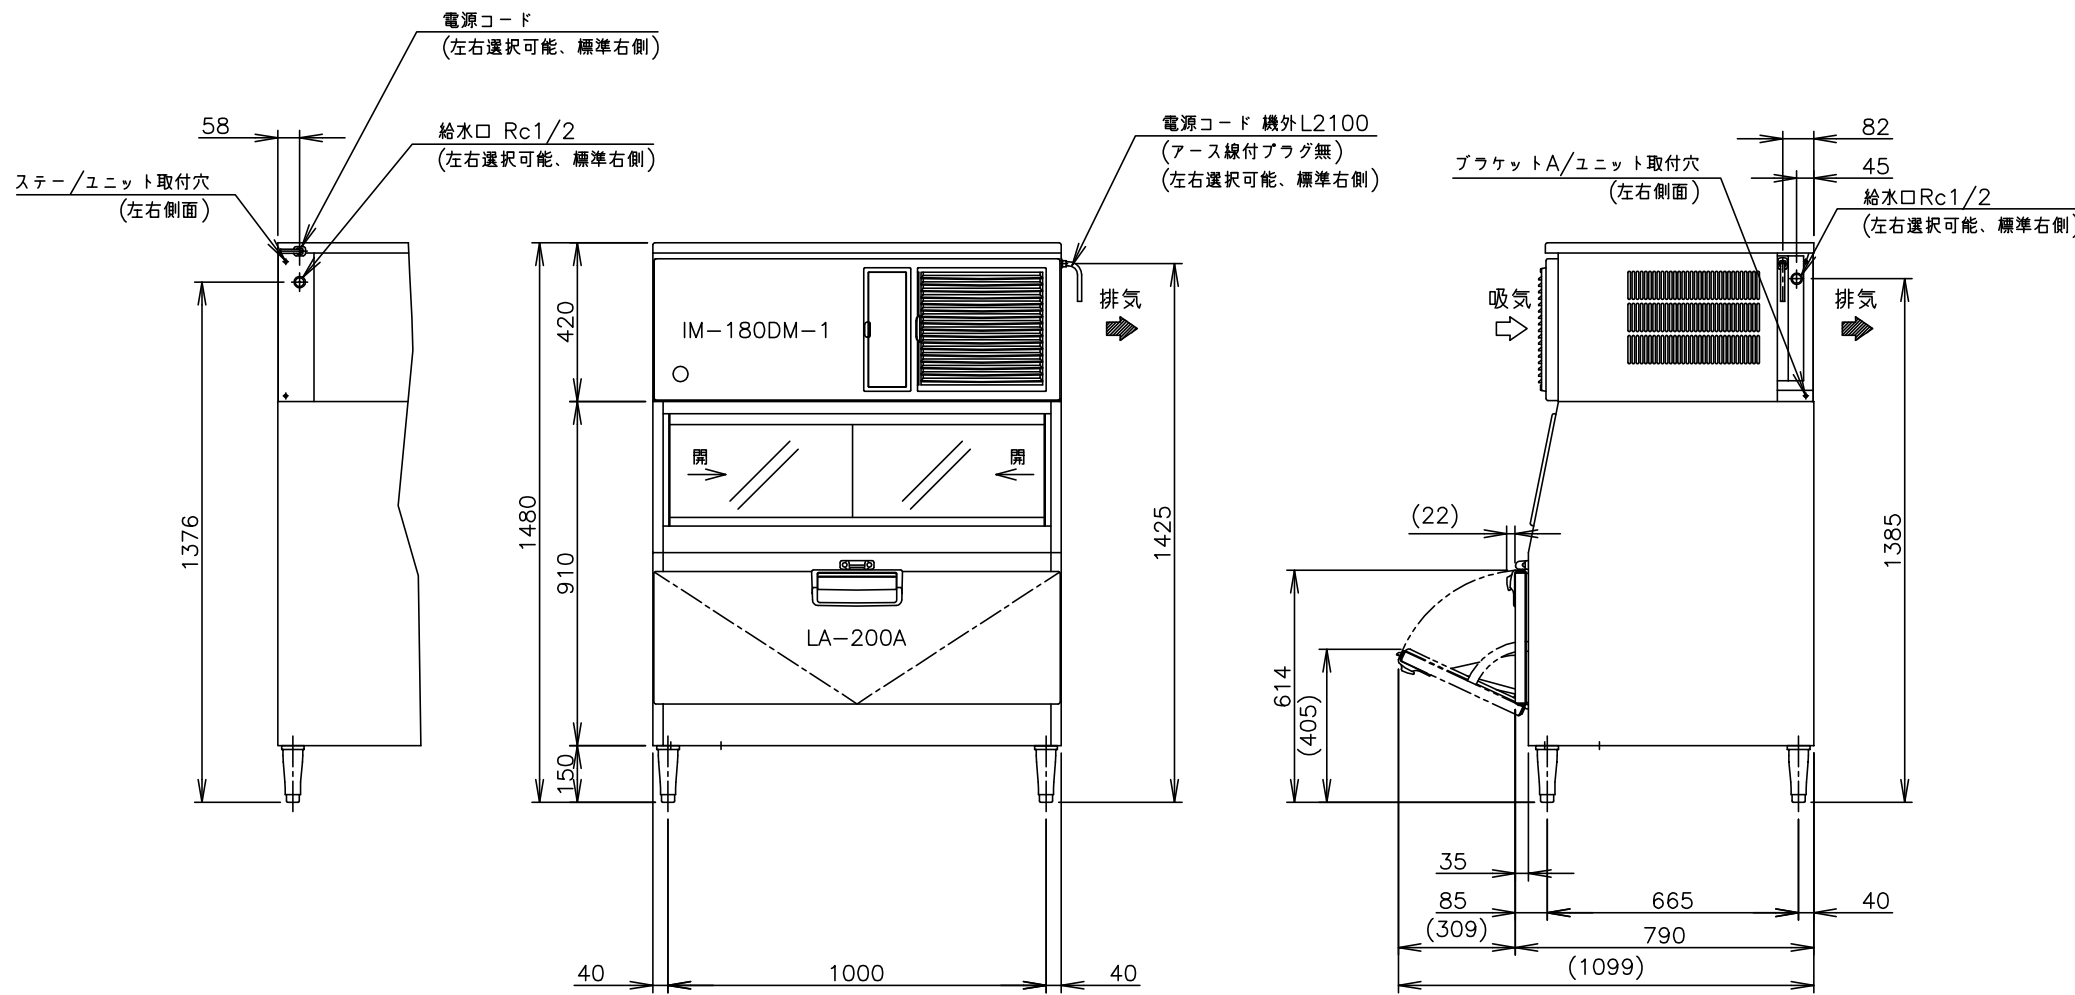 電源コード
(左右選択可能、標準右側)
58
給水口 Rc1/2
(左右選択可能、標準右側)
ステー/ユニット取付穴
(左右側面)
1376
電源コード 機外L2100
(アース線付プラグ無)
(左右選択可能、標準右側)
排気
IM-180DM-1
420
開
開
1480
910
1425
LA-200A
150
40
1000
40
82
45
ブラケットA/ユニット取付穴
(左右側面)
給水口Rc1/2
(左右選択可能、標準右側)
吸気
排気
(22)
1385
614
(405)
35
85
665
40
(309)
790
(1099)